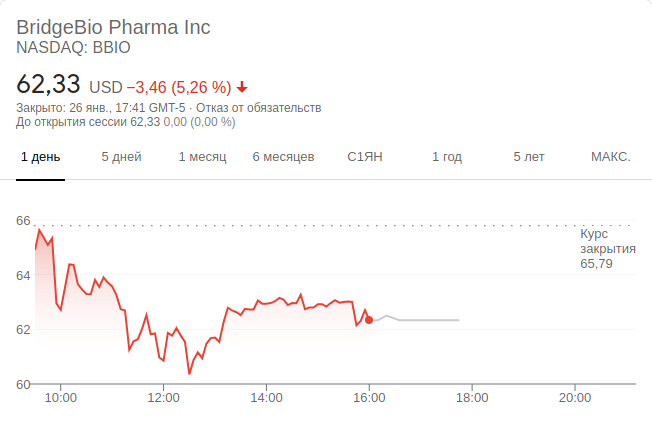 BridgeBio Pharma Inc
NASDAQ: BBIO
62,33 USD −3,46 (5,26 %)
Закрыто: 26 янв., 17:41 GMT-5 · Отказ от обязательств
До открытия сессии 62,33 0,00 (0,00 %)
1 день 5 дней 1 месяц 6 месяцев С1ЯН 1 год 5 лет МАКС.
66
Курс
закрытия
65,79
64
62
60
10:00 12:00 14:00 16:00 18:00 20:00